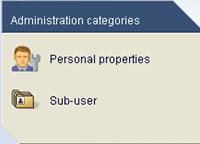 Administration categories
Personal properties
Sub-user